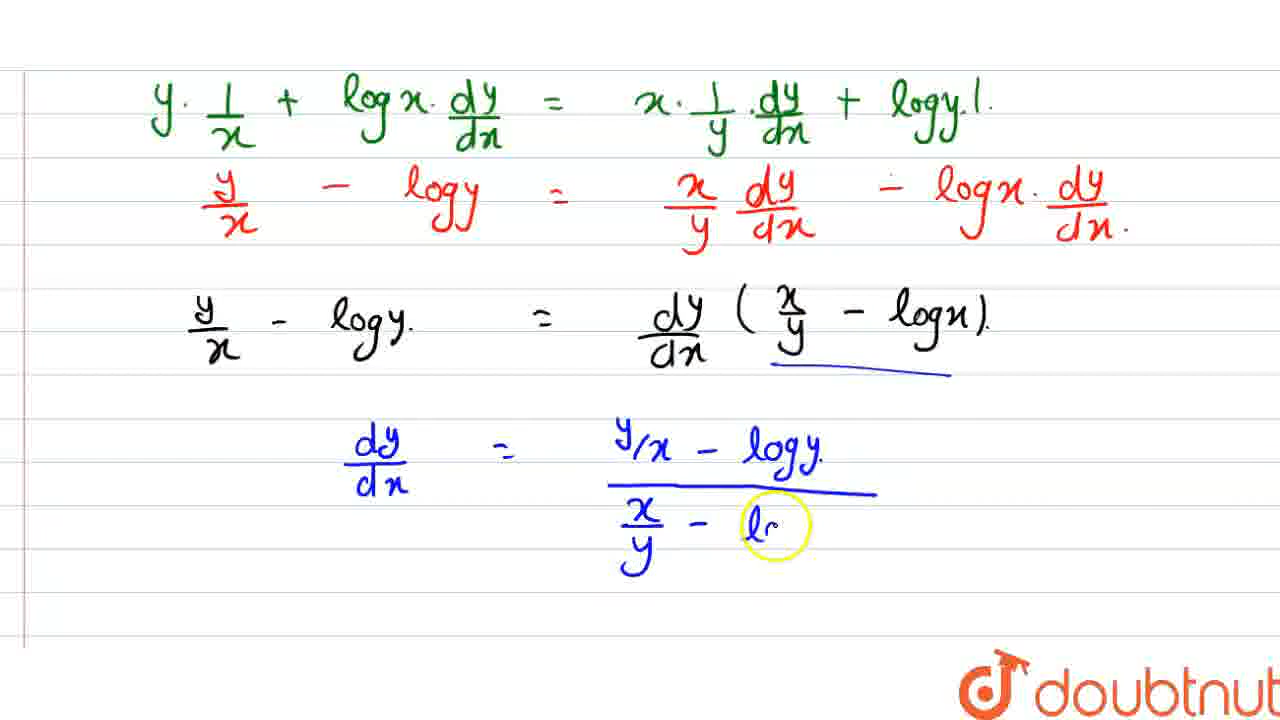 y · 1/x + log x · dy/dx = x · 1/y · dy/dx + log y · 1.
y/x - log y = x/y dy/dx - log x · dy/dx.
y/x - log y. = dy/dx ( x/y - log x ).
dy/dx = y/x - log y. / x/y - lo
doubtnut